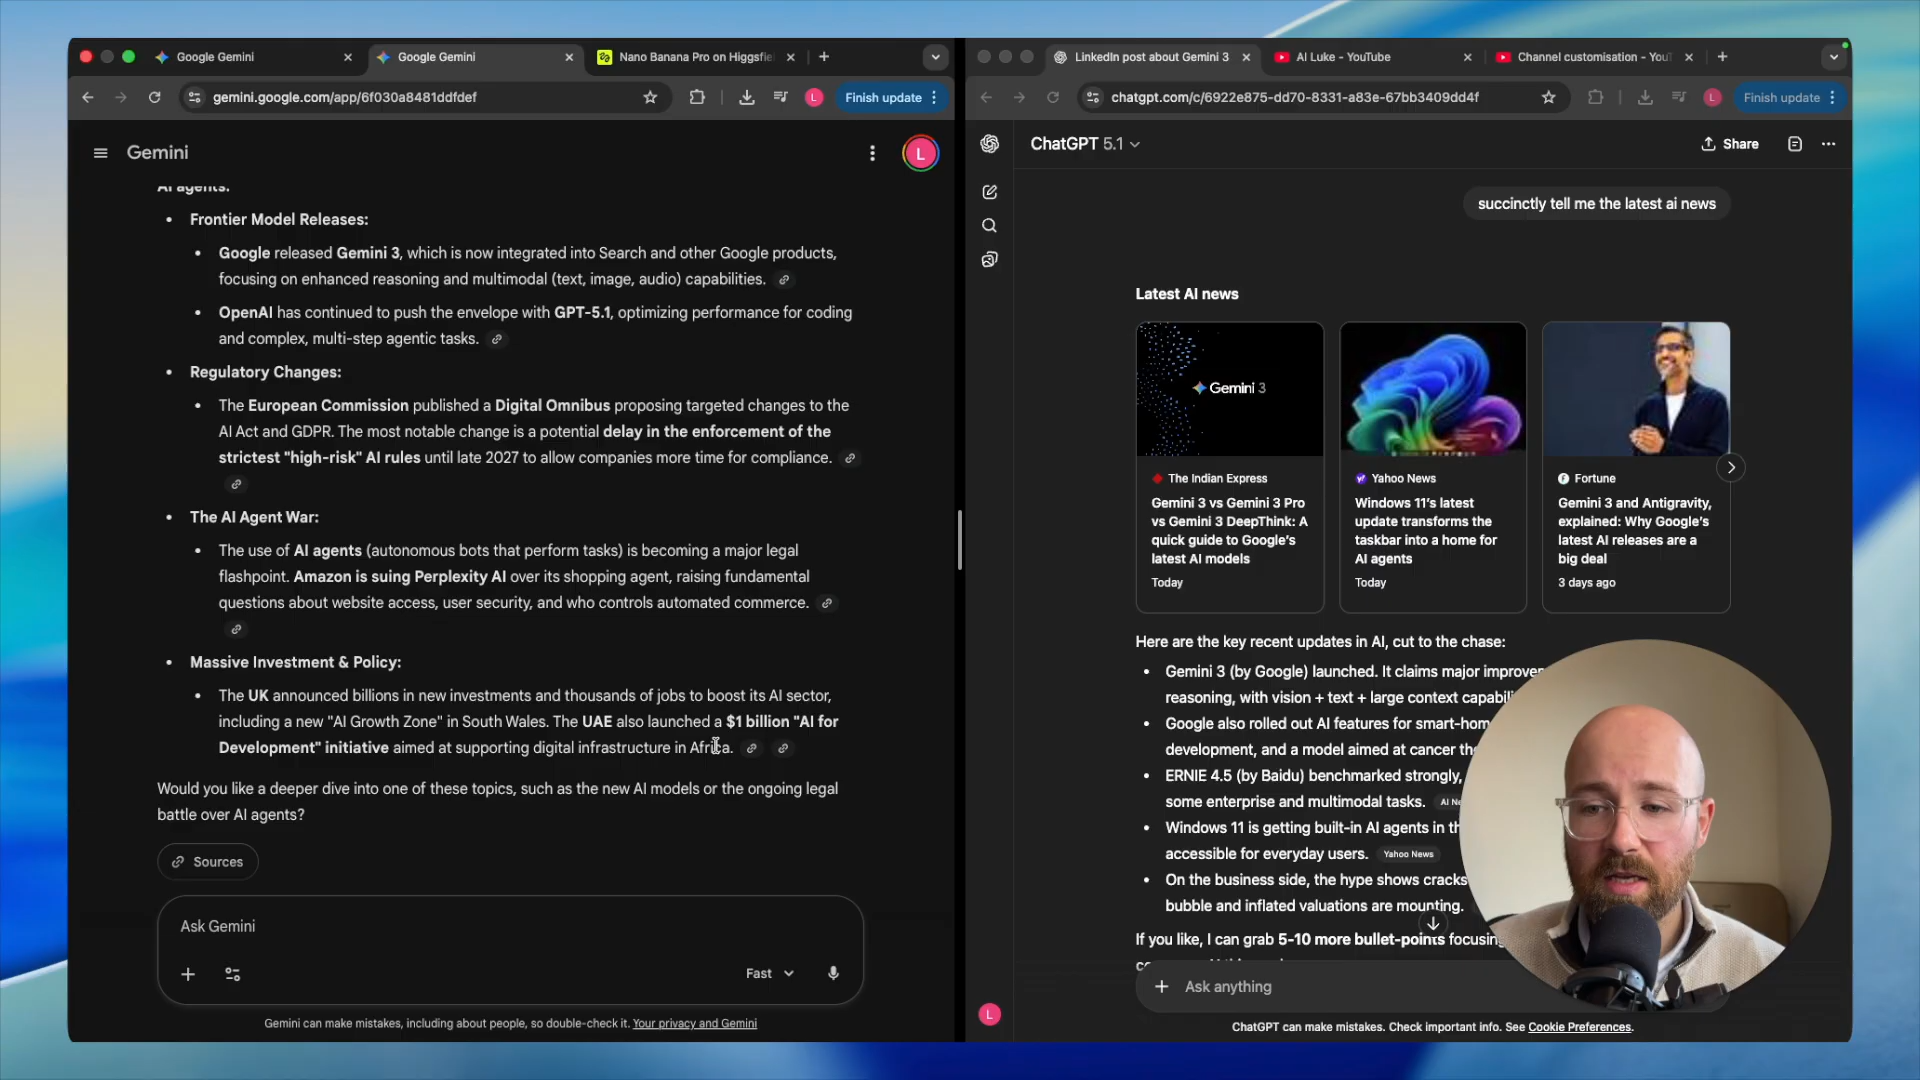 Google Gemini
Google Gemini
Nano Banana Pro on Higgsfie
gemini.google.com/app/6f030a8481ddfdef
L
Finish update
Gemini
L
AI agents:
Frontier Model Releases:
Google released Gemini 3, which is now integrated into Search and other Google products,
focusing on enhanced reasoning and multimodal (text, image, audio) capabilities.
OpenAI has continued to push the envelope with GPT-5.1, optimizing performance for coding
and complex, multi-step agentic tasks.
Regulatory Changes:
The European Commission published a Digital Omnibus proposing targeted changes to the
AI Act and GDPR. The most notable change is a potential delay in the enforcement of the
strictest "high-risk" AI rules until late 2027 to allow companies more time for compliance.
The AI Agent War:
The use of AI agents (autonomous bots that perform tasks) is becoming a major legal
flashpoint. Amazon is suing Perplexity AI over its shopping agent, raising fundamental
questions about website access, user security, and who controls automated commerce.
Massive Investment & Policy:
The UK announced billions in new investments and thousands of jobs to boost its AI sector,
including a new "AI Growth Zone" in South Wales. The UAE also launched a $1 billion "AI for
Development" initiative aimed at supporting digital infrastructure in Africa.
Would you like a deeper dive into one of these topics, such as the new AI models or the ongoing legal
battle over AI agents?
Sources
Ask Gemini
Fast
Gemini can make mistakes, including about people, so double-check it. Your privacy and Gemini
LinkedIn post about Gemini 3
AI Luke - YouTube
Channel customisation - YouT
chatgpt.com/c/6922e875-dd70-8331-a83e-67bb3409dd4f
L
Finish update
ChatGPT 5.1
Share
succinctly tell me the latest ai news
Latest AI news
Gemini 3
The Indian Express
Gemini 3 vs Gemini 3 Pro
vs Gemini 3 DeepThink: A
quick guide to Google's
latest AI models
Today
Yahoo News
Windows 11's latest
update transforms the
taskbar into a home for
AI agents
Today
Fortune
Gemini 3 and Antigravity,
explained: Why Google's
latest AI releases are a
big deal
3 days ago
Here are the key recent updates in AI, cut to the chase:
Gemini 3 (by Google) launched. It claims major improve
reasoning, with vision + text + large context capabili
Google also rolled out AI features for smart-hom
development, and a model aimed at cancer the
ERNIE 4.5 (by Baidu) benchmarked strongly,
some enterprise and multimodal tasks. AI Ne
Windows 11 is getting built-in AI agents in th
accessible for everyday users. Yahoo News
On the business side, the hype shows cracks
bubble and inflated valuations are mounting.
If you like, I can grab 5-10 more bullet-points focusing
Ask anything
L
ChatGPT can make mistakes. Check important info. See Cookie Preferences.